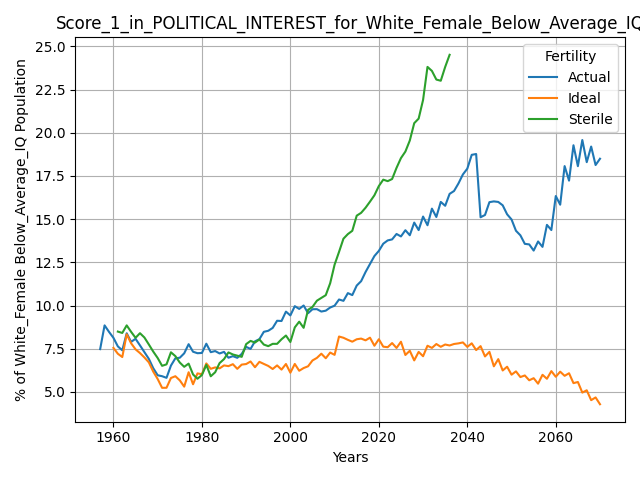 Score_1_in_POLITICAL_INTEREST_for_White_Female_Below_Average_IQ
25.0
22.5
20.0
17.5
15.0
12.5
10.0
7.5
5.0
% of White_Female Below_Average_IQ Population
Fertility
Actual
Ideal
Sterile
1960 1980 2000 2020 2040 2060
Years